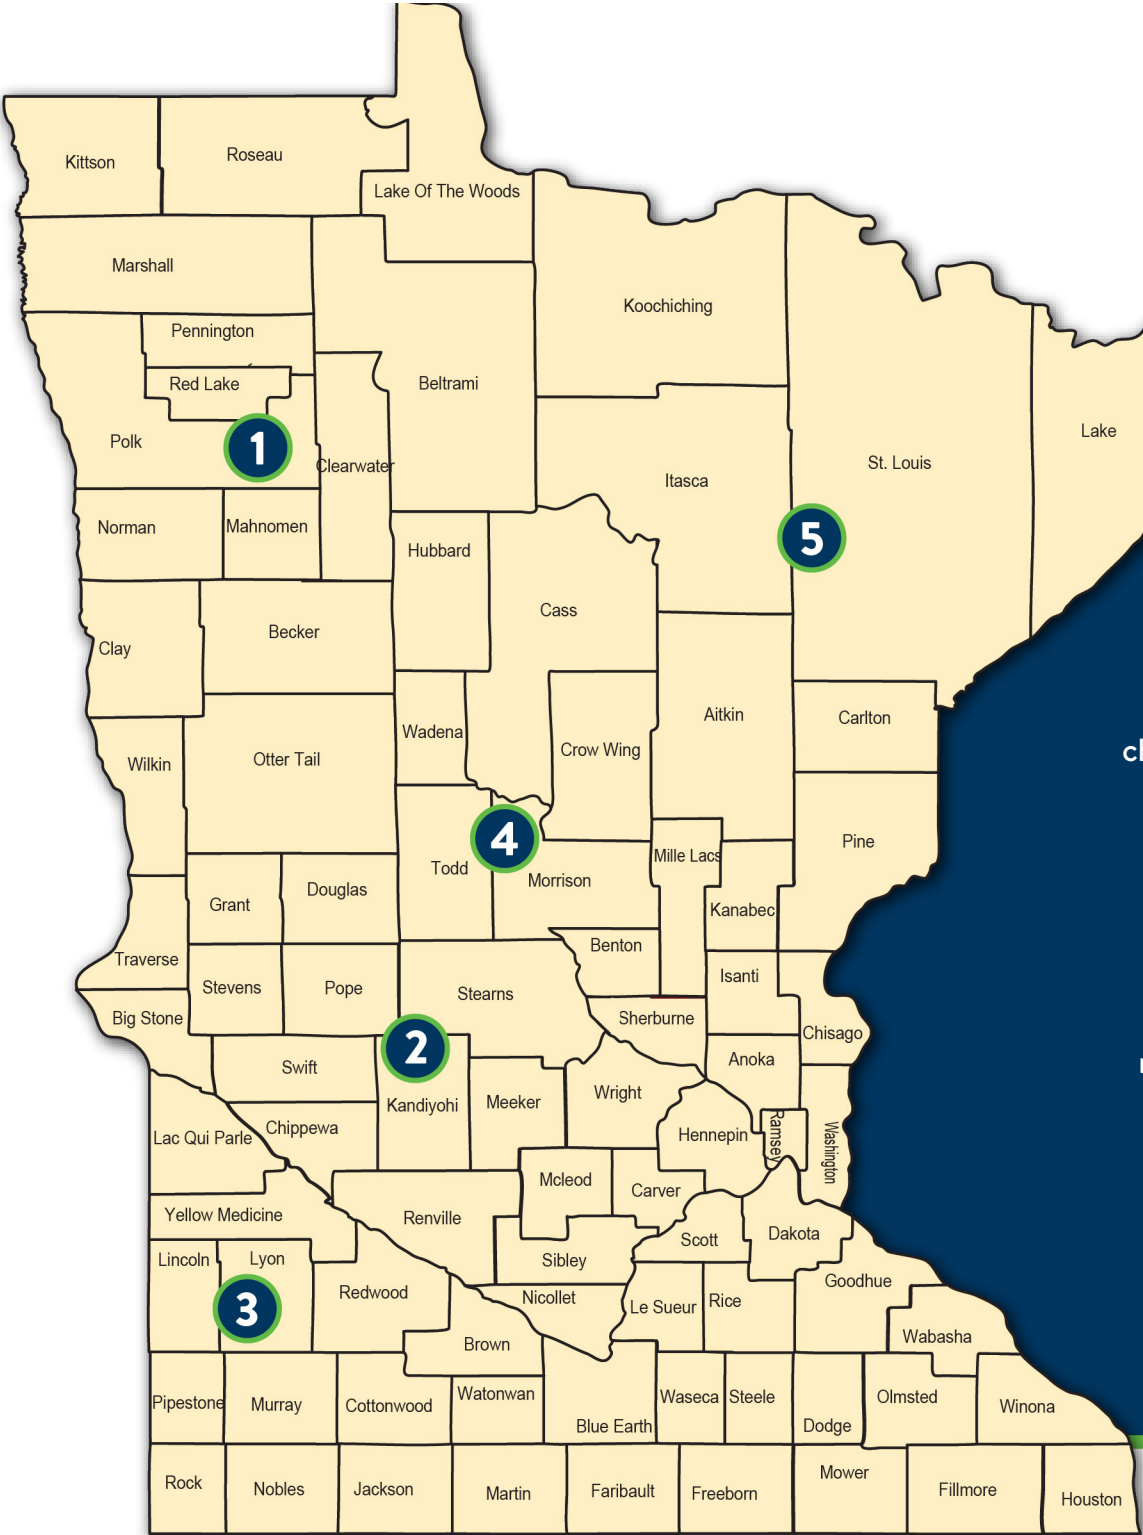 Kittson
Roseau
Lake Of The Woods
Marshall
Koochiching
Pennington
Red Lake
Beltrami
Lake
Polk
1
Clearwater
St. Louis
Itasca
Norman
Mahnomen
5
Hubbard
Cass
Becker
Clay
Aitkin
Carlton
Wadena
Crow Wing
Otter Tail
Wilkin
cl
4
Pine
Mille Lacs
Todd
Morrison
Douglas
Grant
Kanabec
Benton
Traverse
Isanti
Stevens
Pope
Stearns
Big Stone
Sherburne
Chisago
2
Anoka
Swift
Wright
Kandiyohi
Meeker
Chippewa
Lac Qui Parle
Hennepin
Ramsey
Washington
Mcleod
Carver
Yellow Medicine
Renville
Scott
Dakota
Lincoln
Lyon
Sibley
Goodhue
Redwood
Nicollet
Le Sueur
Rice
3
Brown
Wabasha
Pipestone
Murray
Cottonwood
Watonwan
Blue Earth
Waseca
Steele
Dodge
Olmsted
Winona
Rock
Nobles
Jackson
Martin
Faribault
Freeborn
Mower
Fillmore
Houston